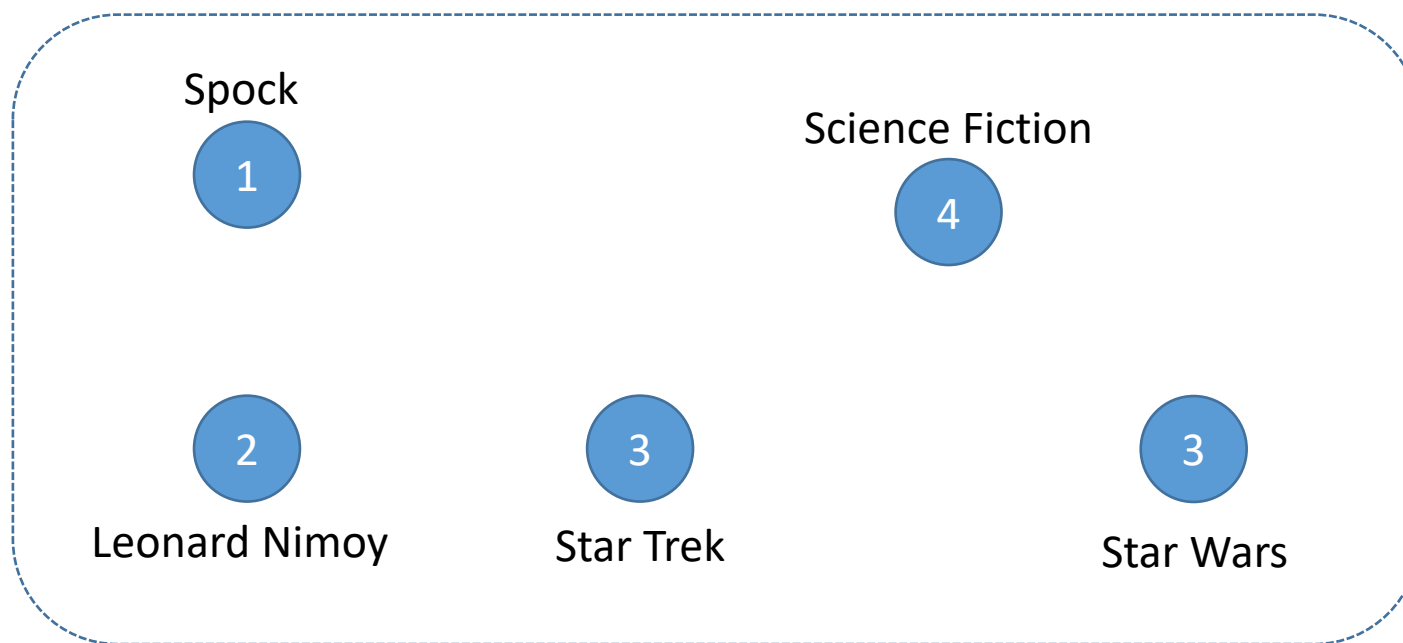 Spock
1
Science Fiction
4
2
3
3
Leonard Nimoy
Star Trek
Star Wars